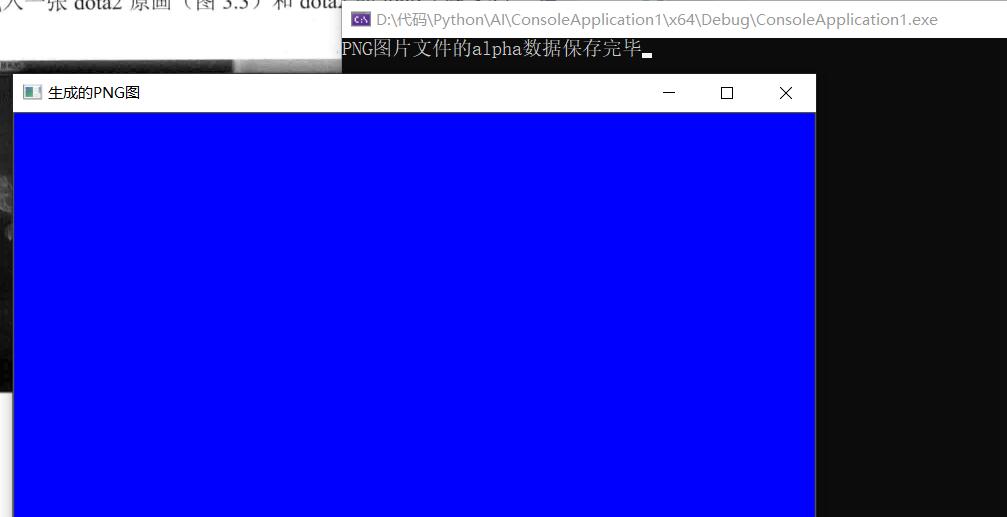 人一张 dota2 原画（图 3.3）和 dota2
D:\代码\Python\AI\ConsoleApplication1\x64\Debug\ConsoleApplication1.exe
PNG图片文件的alpha数据保存完毕
生成的PNG图